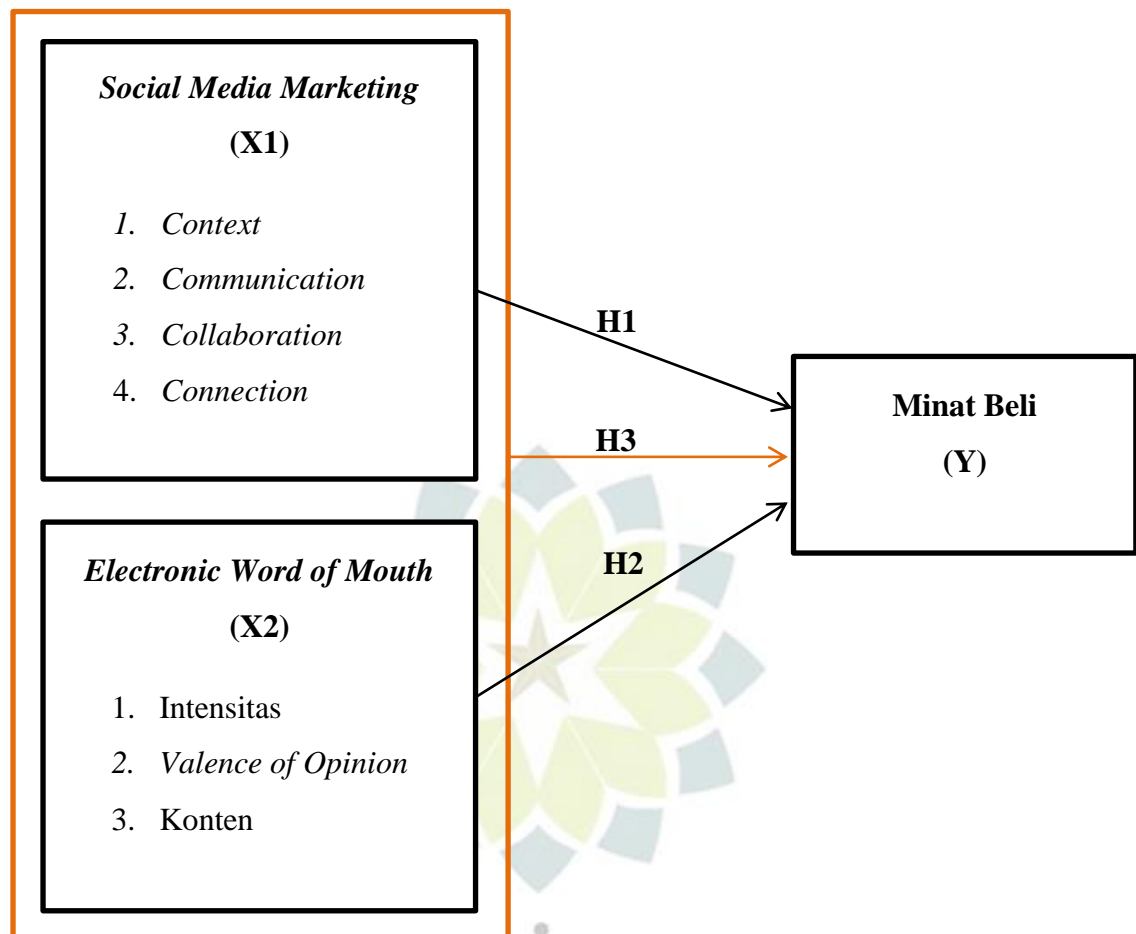 Social Media Marketing
(X1)
1. Context
2. Communication
3. Collaboration
4. Connection
H1
Minat Beli
(Y)
H3
Electronic Word of Mouth
(X2)
H2
1. Intensitas
2. Valence of Opinion
3. Konten